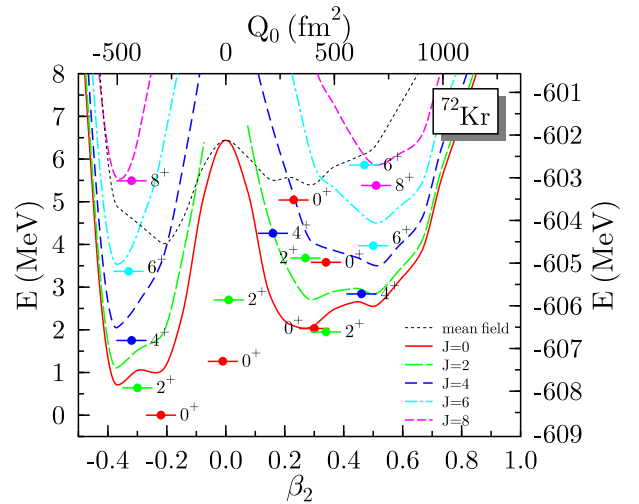 Q₀ (fm²)
-500 0 500 1000
8
7
6
5
4
3
2
1
0
E (MeV)
-601
-602
-603
-604
-605
-606
-607
-608
-609
E (MeV)
⁷²Kr
6⁺
8⁺
8⁺
0⁺
4⁺
6⁺
2⁺
0⁺
6⁺
2⁺
4⁺
0⁺
2⁺
4⁺
0⁺
2⁺
0⁺
mean field
J=0
J=2
J=4
J=6
J=8
-0.4 -0.2 0.0 0.2 0.4 0.6 0.8 1.0
β₂